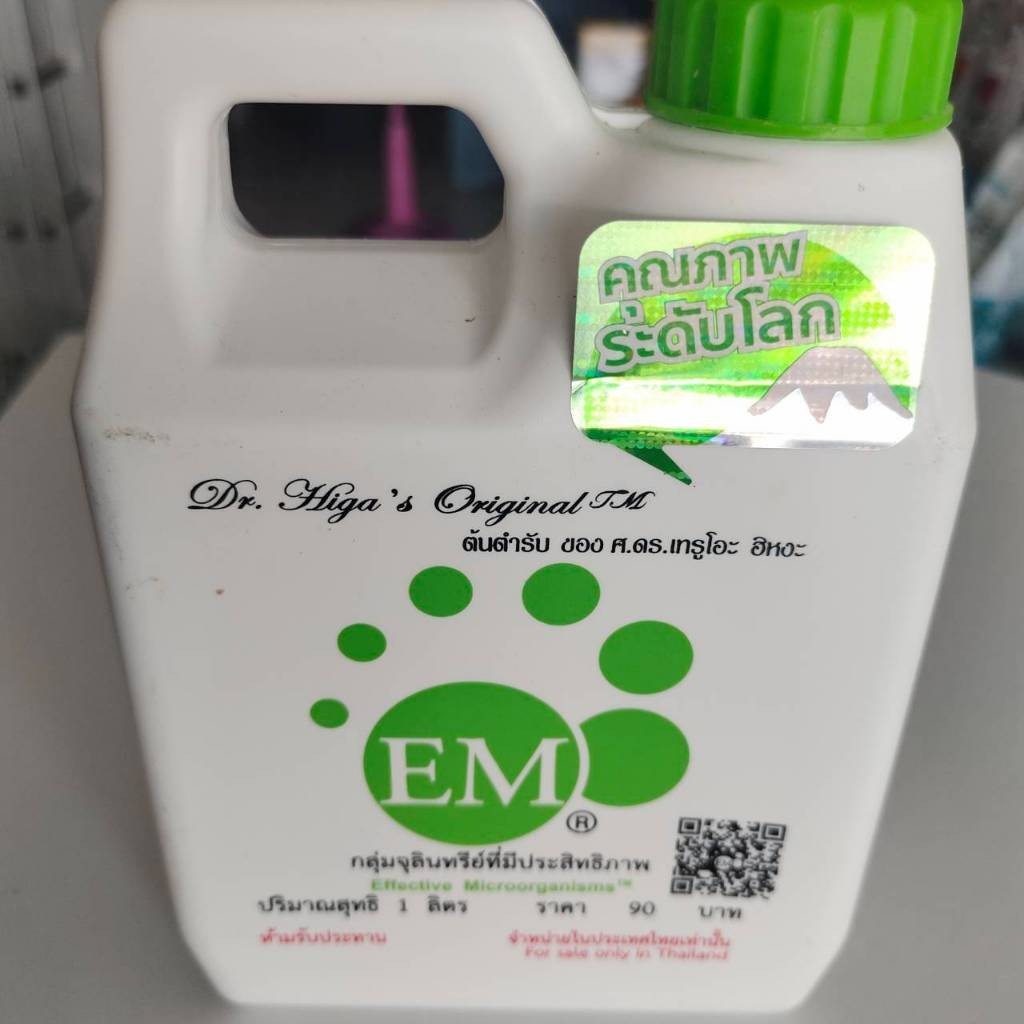 คุณภาพ
ระดับโลก
Dr. Higa's Original™
ต้นตำรับ ของ ศ.ดร.เทรูโอะ ฮิหงะ
EM®
กลุ่มจุลินทรีย์ที่มีประสิทธิภาพ
Effective Microorganisms™
ปริมาณสุทธิ 1 ลิตร ราคา 90 บาท
ห้ามรับประทาน จำหน่ายในประเทศไทยเท่านั้น
For sale only in Thailand